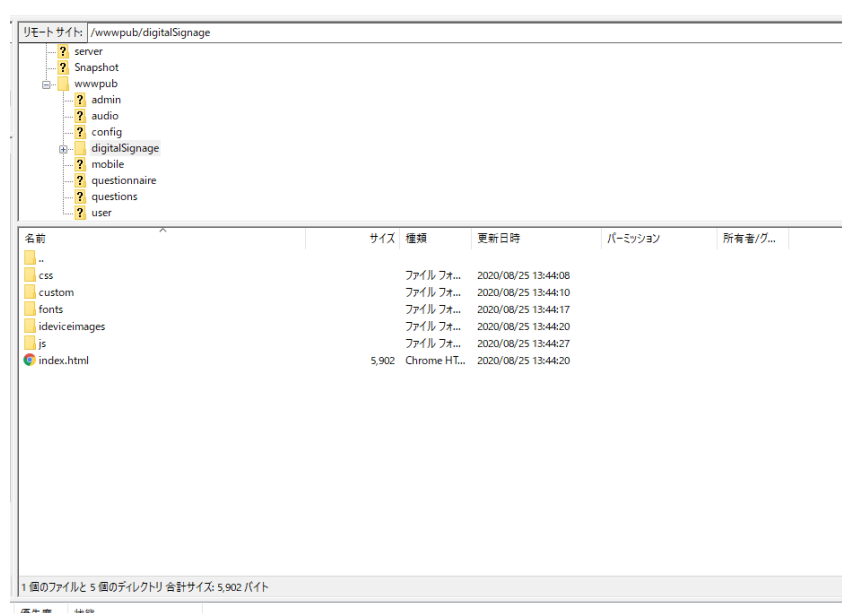 リモート サイト: /wwwpub/digitalSignage
server
Snapshot
wwwpub
admin
audio
config
digitalSignage
mobile
questionnaire
questions
user
名前 サイズ 種類 更新日時 パーミッション 所有者/グ...
..
css ファイル フォ... 2020/08/25 13:44:08
custom ファイル フォ... 2020/08/25 13:44:10
fonts ファイル フォ... 2020/08/25 13:44:17
ideviceimages ファイル フォ... 2020/08/25 13:44:20
js ファイル フォ... 2020/08/25 13:44:27
index.html 5,902 Chrome HT... 2020/08/25 13:44:20
1 個のファイルと 5 個のディレクトリ 合計サイズ: 5,902 バイト